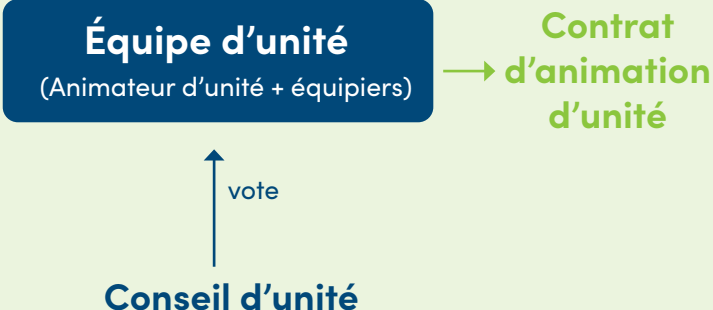 Équipe d’unité
(Animateur d’unité + équipiers)
Contrat
d’animation
d’unité
vote
Conseil d’unité